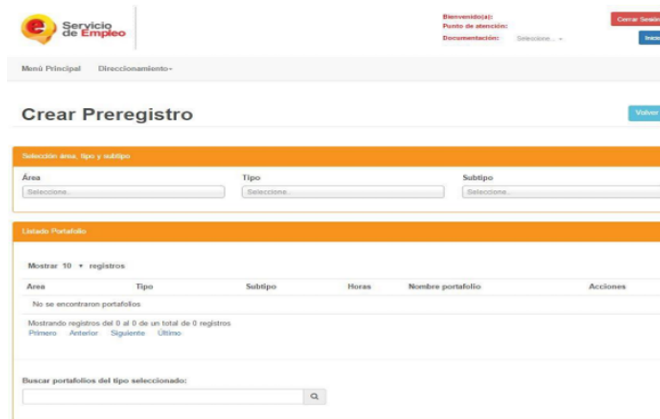 Servicio
de Empleo
Bienvenido(a):
Punto de atención:
Documentación: Seleccione...
Cerrar Sesión
Inicio
Menú Principal Direccionamiento
Crear Preregistro
Volver
Selección área, tipo y subtipo
Área Tipo Subtipo
Seleccione... Seleccione... Seleccione...
Listado Portafolio
Mostrar 10 registros
Area Tipo Subtipo Horas Nombre portafolio Acciones
No se encontraron portafolios
Mostrando registros del 0 al 0 de un total de 0 registros
Primero Anterior Siguiente Último
Buscar portafolios del tipo seleccionado: